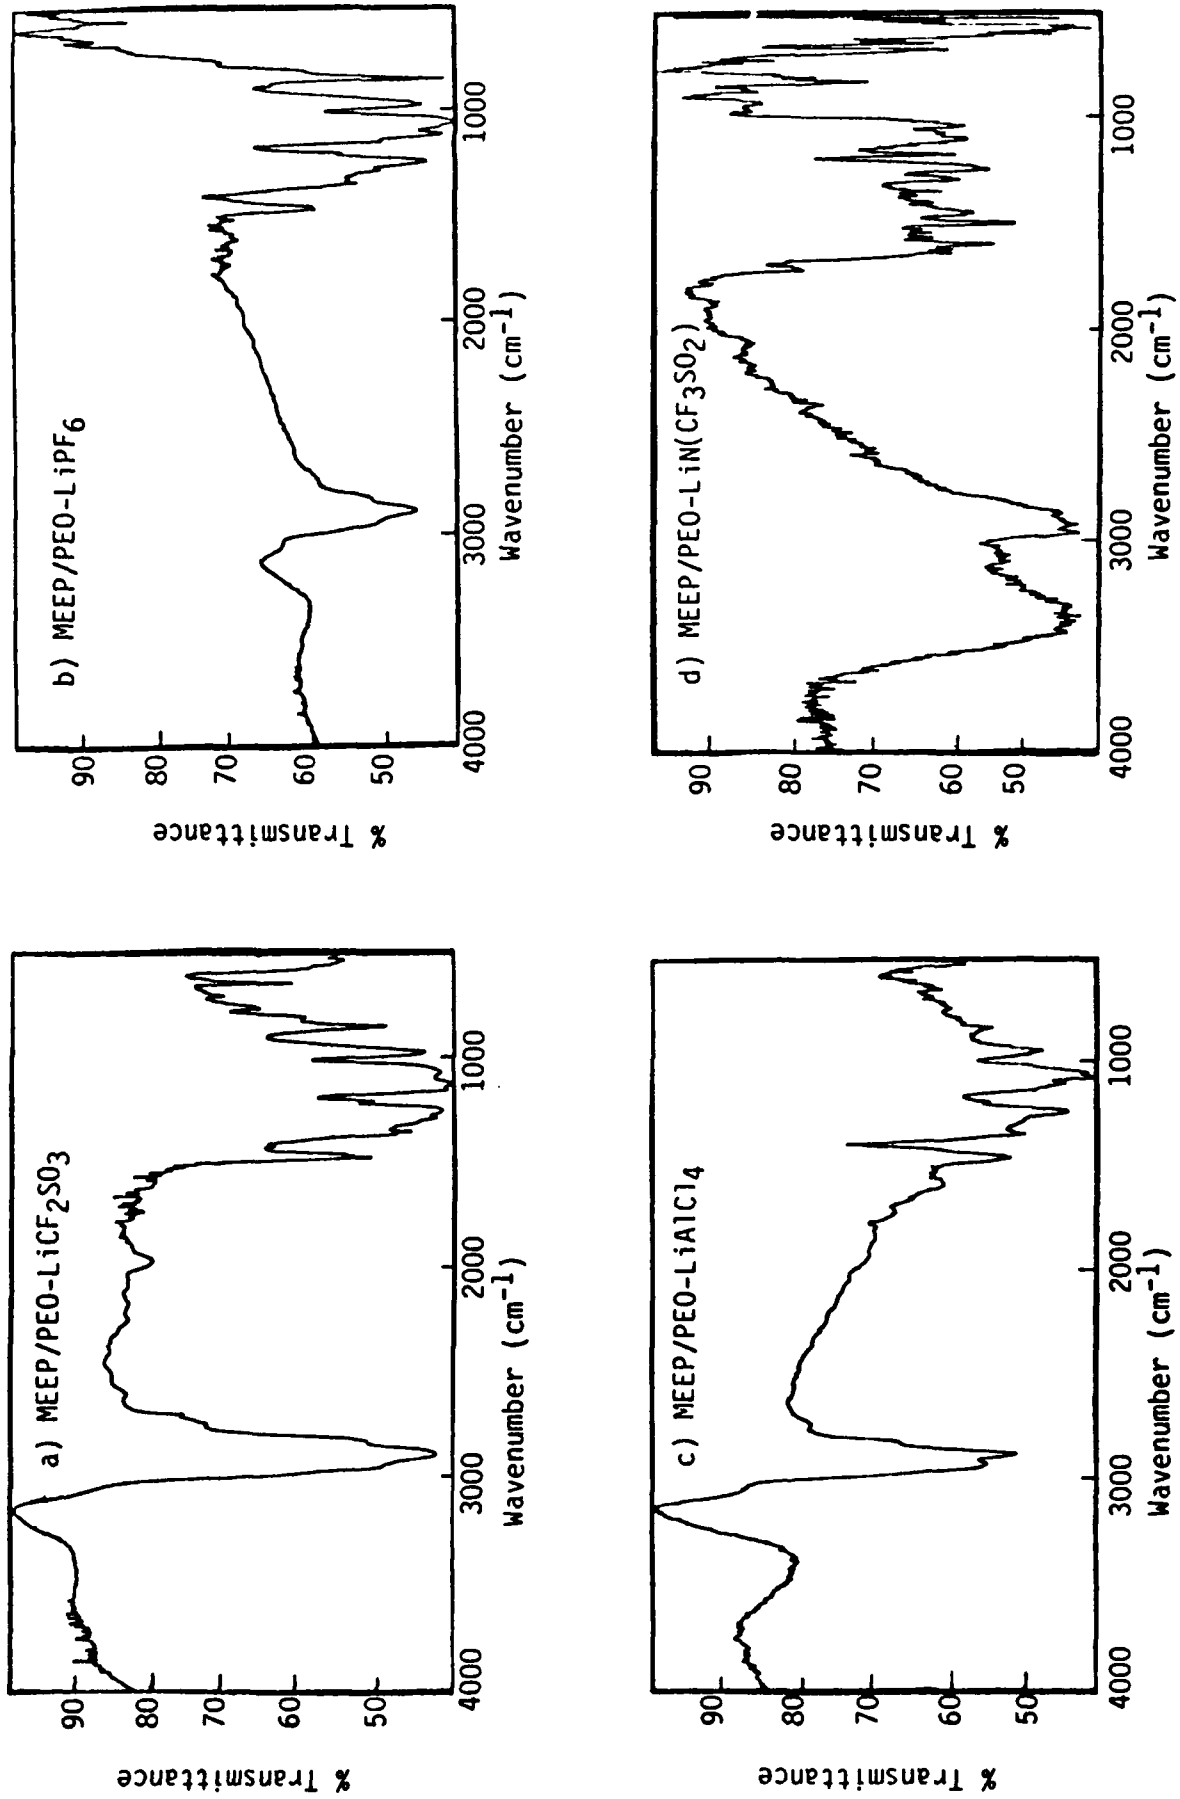 a) MEEP/PEO-LiCF2SO3
% Transmittance
90
80
60
50
4000
3000
2000
1000
Wavenumber (cm-1)
b) MEEP/PEO-LiPF6
% Transmittance
90
80
70
60
50
4000
3000
2000
1000
Wavenumber (cm-1)
c) MEEP/PEO-LiAlCl4
% Transmittance
90
80
70
60
50
4000
3000
2000
1000
Wavenumber (cm-1)
d) MEEP/PEO-LiN(CF3SO2)
% Transmittance
90
80
70
60
50
4000
3000
2000
1000
Wavenumber (cm-1)